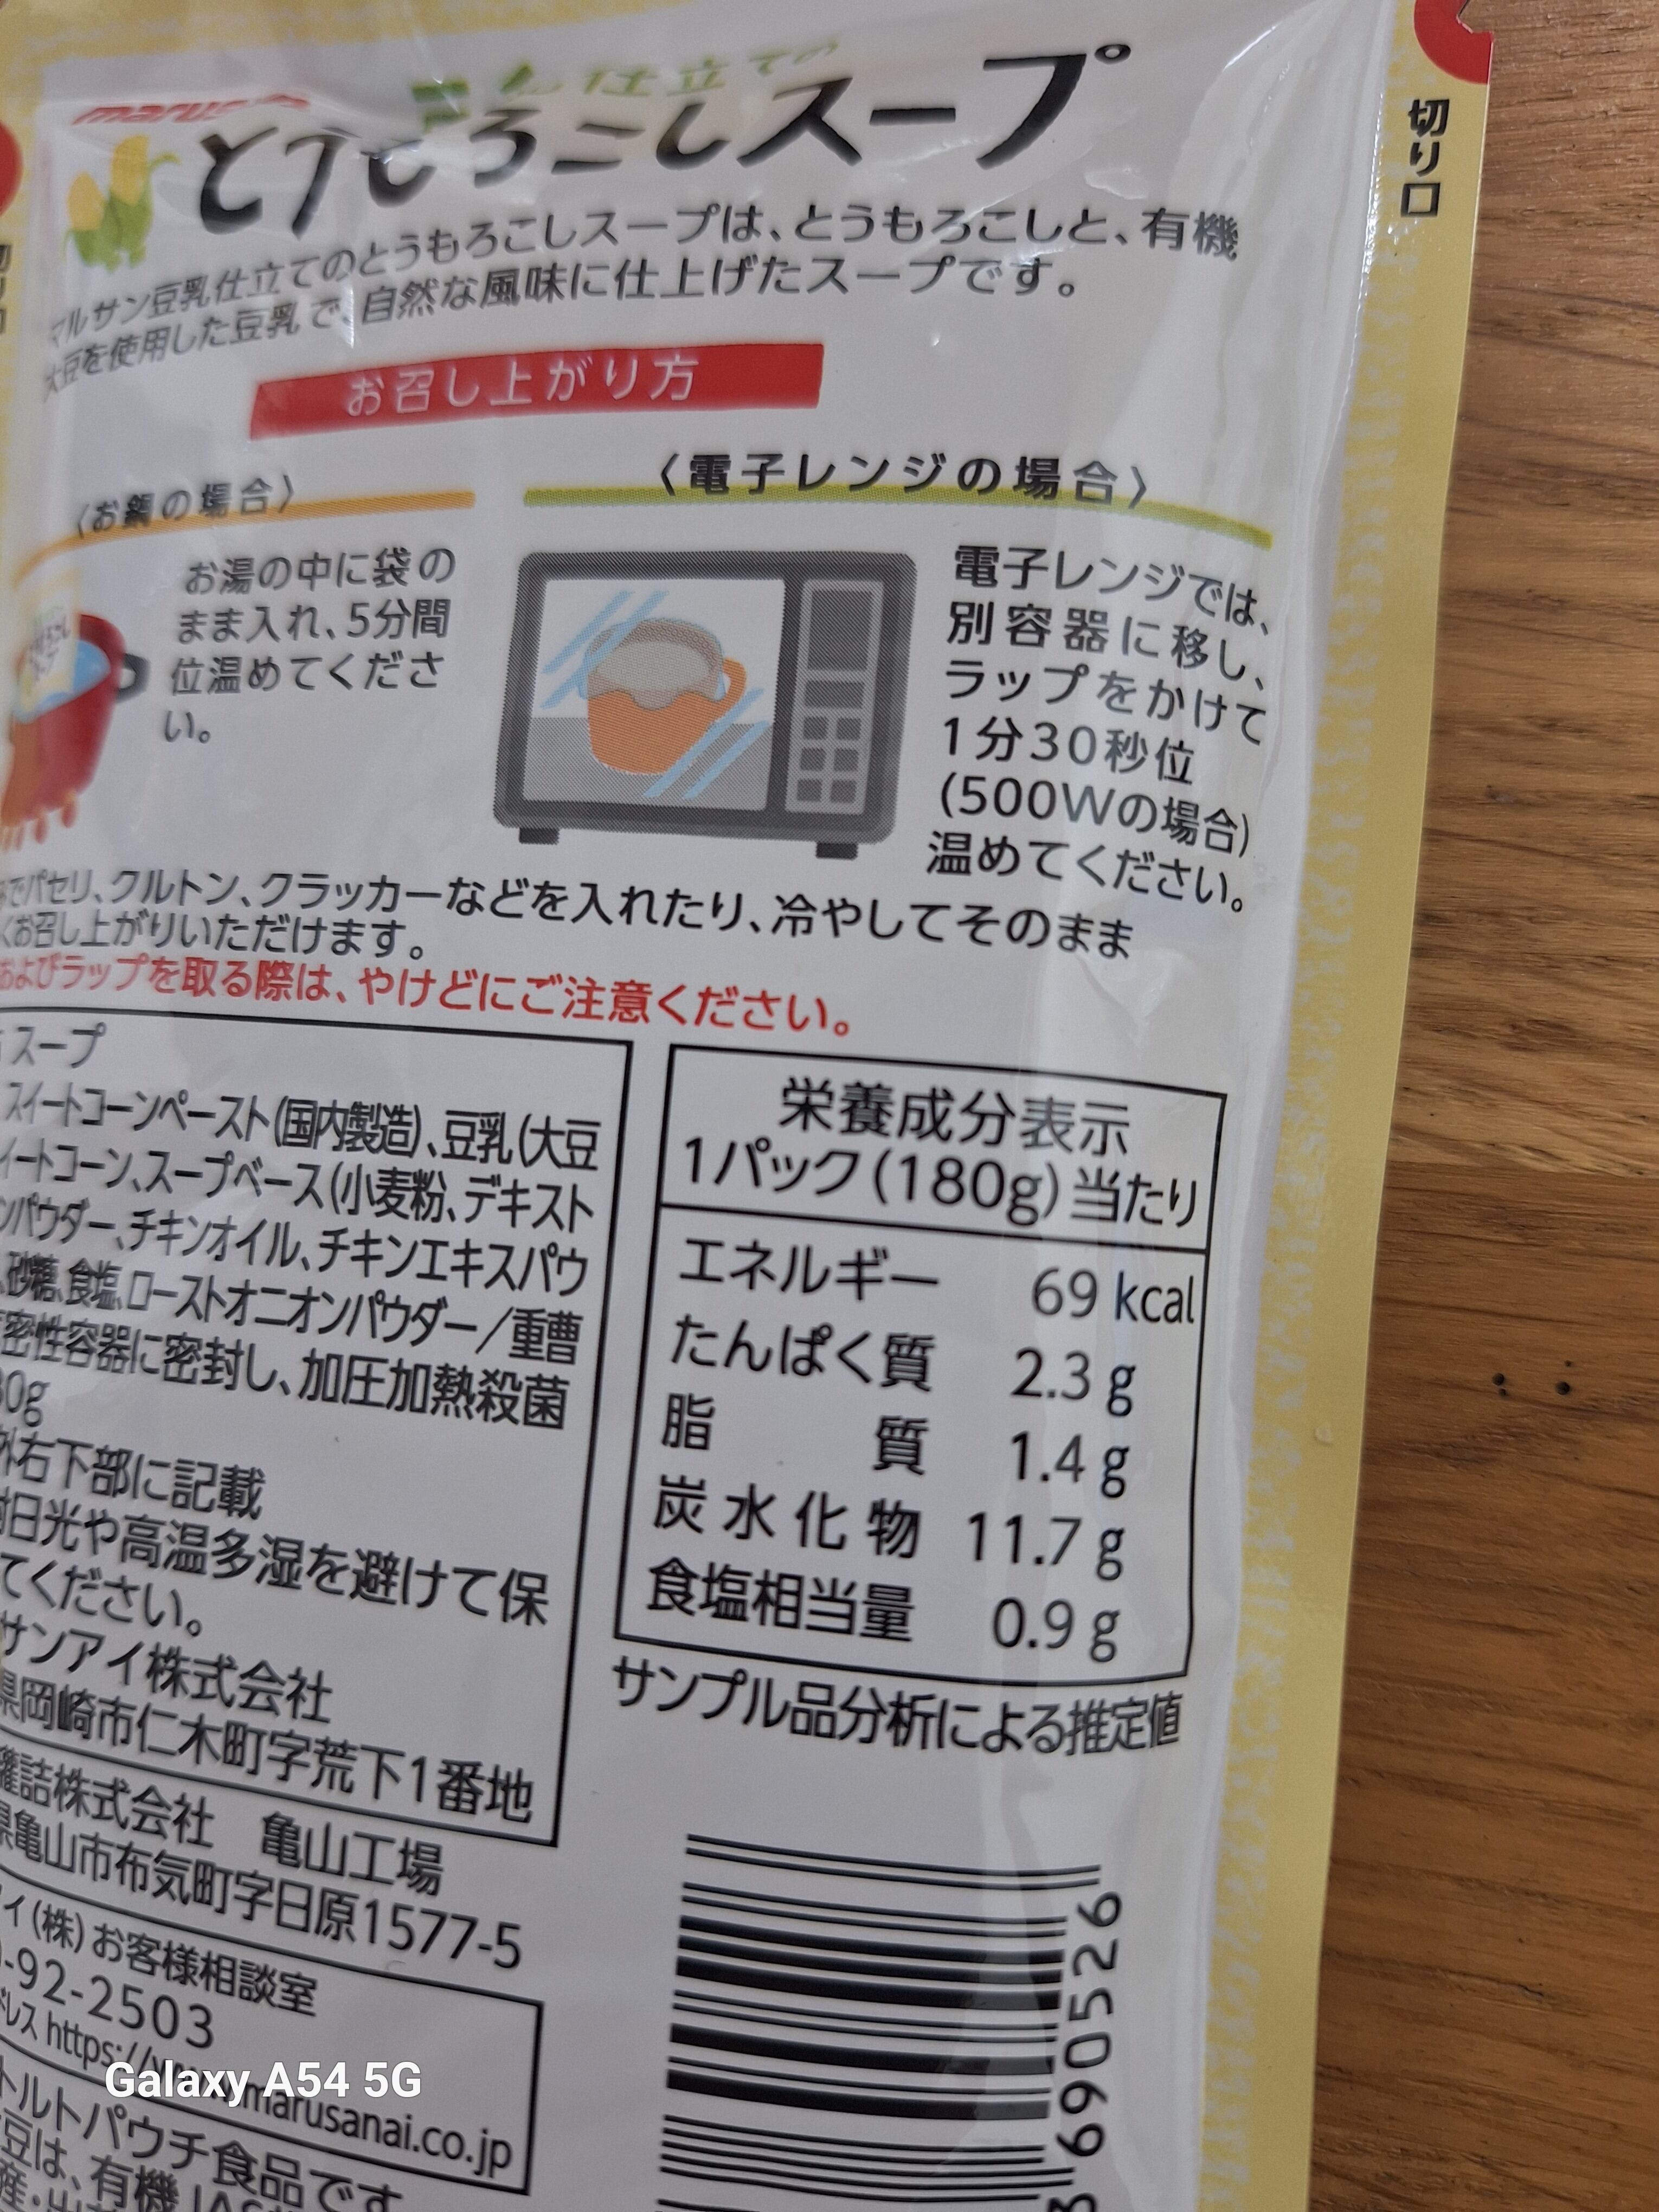 marusan
仕立ての
とうもろこしスープ
マルサン豆乳仕立てのとうもろこしスープは、とうもろこしと、有機
大豆を使用した豆乳で、自然な風味に仕上げたスープです。
お召し上がり方
〈お鍋の場合〉
お湯の中に袋の
まま入れ、5分間
位温めてくださ
い。
〈電子レンジの場合〉
電子レンジでは、
別容器に移し、
ラップをかけて
1分30秒位
(500Wの場合)
温めてください。
でパセリ、クルトン、クラッカーなどを入れたり、冷やしてそのまま
くお召し上がりいただけます。
およびラップを取る際は、やけどにご注意ください。
スープ
スイートコーンペースト(国内製造)、豆乳(大豆
イートコーン、スープベース(小麦粉、デキスト
ンパウダー、チキンオイル、チキンエキスパウ
、砂糖、食塩、ローストオニオンパウダー/重曹
密性容器に密封し、加圧加熱殺菌
80g
外右下部に記載
射日光や高温多湿を避けて保
てください。
サンアイ株式会社
県岡崎市仁木町字荒下1番地
罐詰株式会社 亀山工場
県亀山市布気町字日原1577-5
イ(株)お客様相談室
-92-2503
ドレス https://www.marusanai.co.jp
トルトパウチ食品です
豆は、有機JAS
栄養成分表示
1パック(180g)当たり
エネルギー 69 kcal
たんぱく質 2.3 g
脂質 1.4 g
炭水化物 11.7 g
食塩相当量 0.9 g
サンプル品分析による推定値
690526
切り口
Galaxy A54 5G